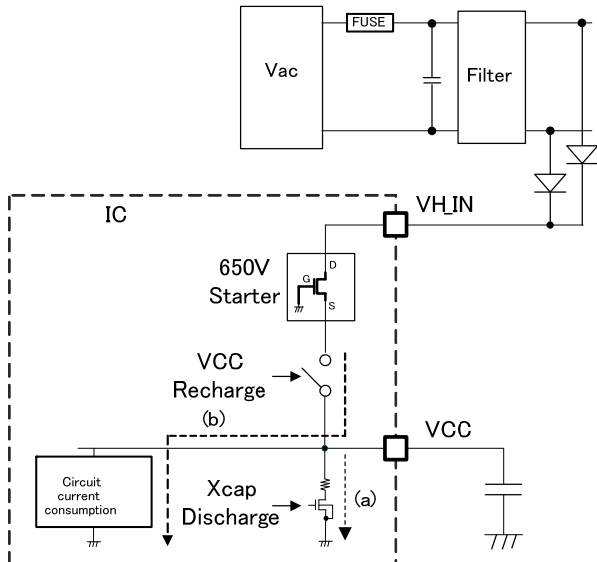 FUSE
Vac
Filter
IC
VH_IN
650V
Starter
D
G
S
VCC
Recharge
(b)
VCC
Circuit
current
consumption
Xcap
Discharge
(a)